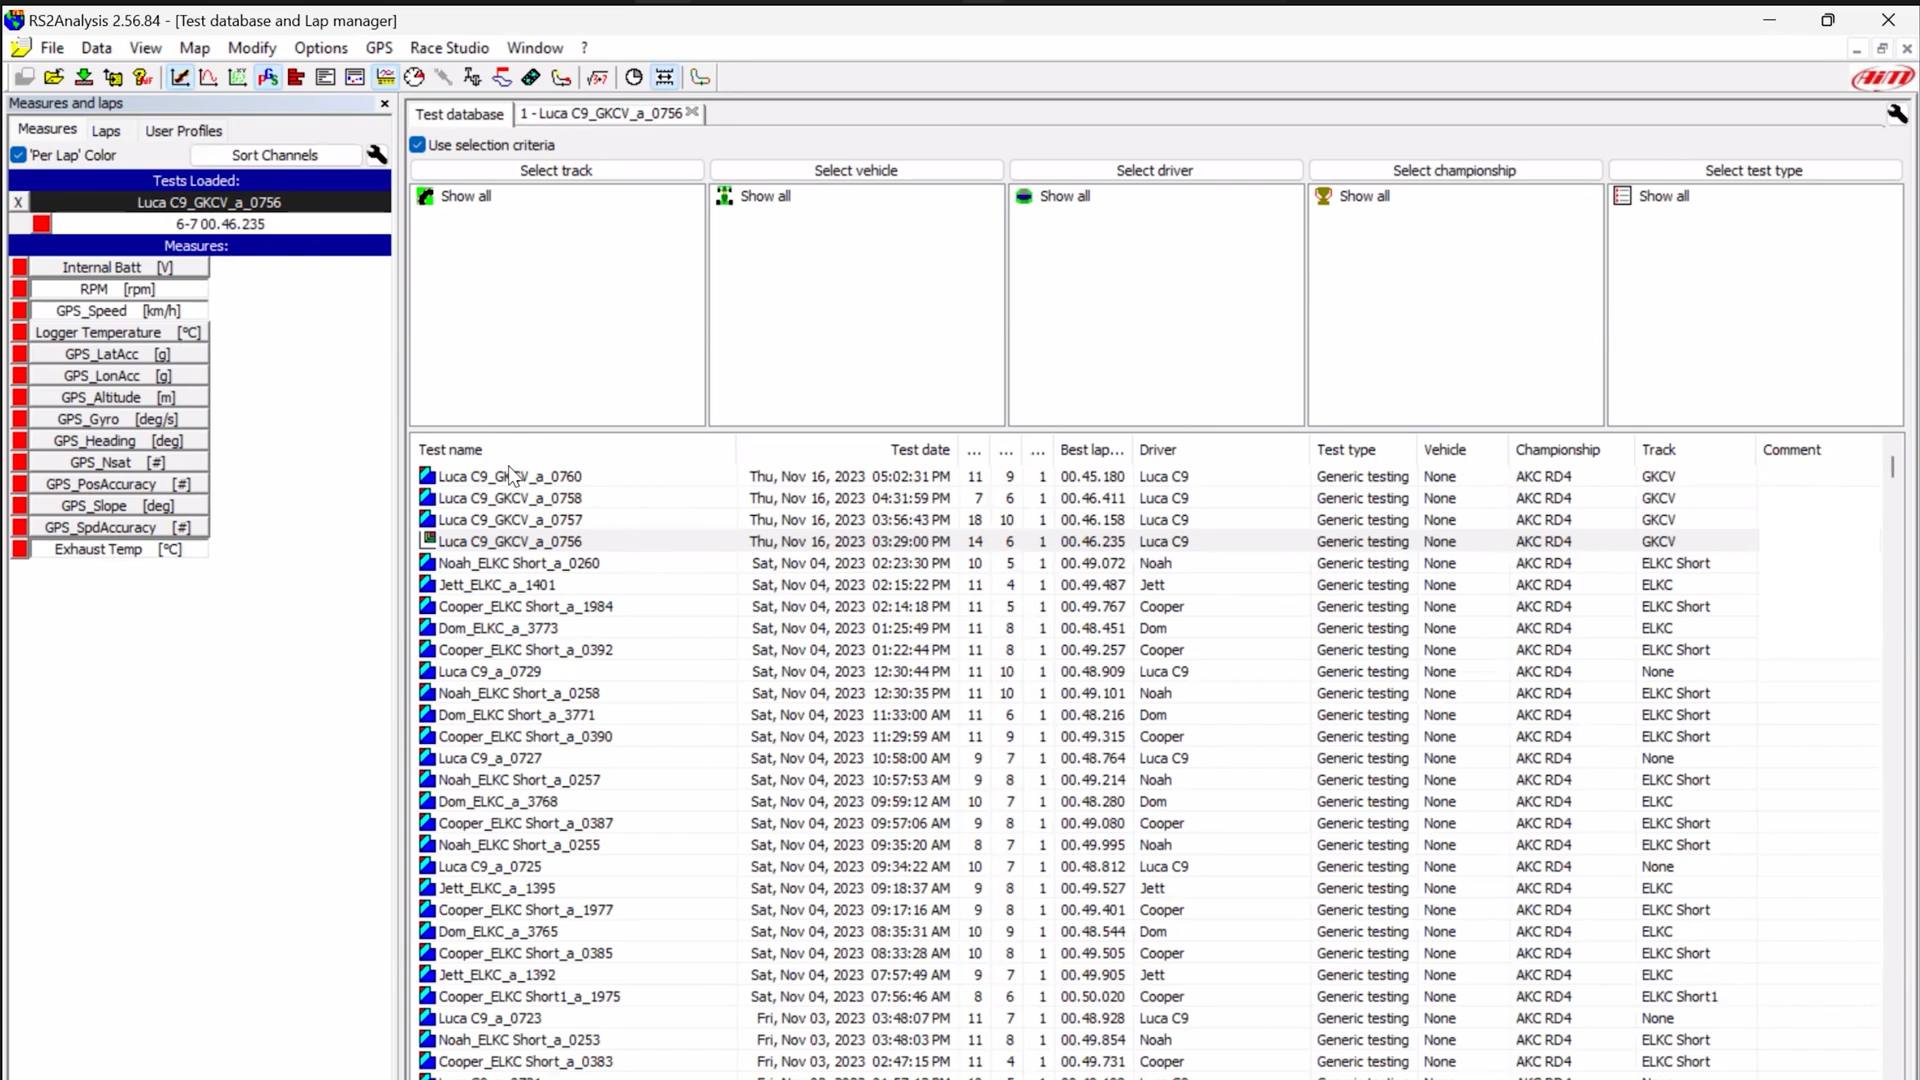 RS2Analysis 2.56.84 - [Test database and Lap manager]
File Data View Map Modify Options GPS Race Studio Window ?
AiM
Measures and laps
Measures Laps User Profiles
'Per Lap' Color Sort Channels
Tests Loaded:
X Luca C9_GKCV_a_0756
6-7 00.46.235
Measures:
Internal Batt [V]
RPM [rpm]
GPS_Speed [km/h]
Logger Temperature [ºC]
GPS_LatAcc [g]
GPS_LonAcc [g]
GPS_Altitude [m]
GPS_Gyro [deg/s]
GPS_Heading [deg]
GPS_Nsat [#]
GPS_PosAccuracy [#]
GPS_Slope [deg]
GPS_SpdAccuracy [#]
Exhaust Temp [ºC]
Test database 1 - Luca C9_GKCV_a_0756
Use selection criteria
Select track Select vehicle Select driver Select championship Select test type
Show all Show all Show all Show all Show all
Test name Test date ... ... ... Best lap... Driver Test type Vehicle Championship Track Comment
Luca C9_GKCV_a_0760 Thu, Nov 16, 2023 05:02:31 PM 11 9 1 00.45.180 Luca C9 Generic testing None AKC RD4 GKCV
Luca C9_GKCV_a_0758 Thu, Nov 16, 2023 04:31:59 PM 7 6 1 00.46.411 Luca C9 Generic testing None AKC RD4 GKCV
Luca C9_GKCV_a_0757 Thu, Nov 16, 2023 03:56:43 PM 18 10 1 00.46.158 Luca C9 Generic testing None AKC RD4 GKCV
Luca C9_GKCV_a_0756 Thu, Nov 16, 2023 03:29:00 PM 14 6 1 00.46.235 Luca C9 Generic testing None AKC RD4 GKCV
Noah_ELKC Short_a_0260 Sat, Nov 04, 2023 02:23:30 PM 10 5 1 00.49.072 Noah Generic testing None AKC RD4 ELKC Short
Jett_ELKC_a_1401 Sat, Nov 04, 2023 02:15:22 PM 11 4 1 00.49.487 Jett Generic testing None AKC RD4 ELKC
Cooper_ELKC Short_a_1984 Sat, Nov 04, 2023 02:14:18 PM 11 5 1 00.49.767 Cooper Generic testing None AKC RD4 ELKC Short
Dom_ELKC_a_3773 Sat, Nov 04, 2023 01:25:49 PM 11 8 1 00.48.451 Dom Generic testing None AKC RD4 ELKC
Cooper_ELKC Short_a_0392 Sat, Nov 04, 2023 01:22:44 PM 11 8 1 00.49.257 Cooper Generic testing None AKC RD4 ELKC Short
Luca C9_a_0729 Sat, Nov 04, 2023 12:30:44 PM 11 10 1 00.48.909 Luca C9 Generic testing None AKC RD4 None
Noah_ELKC Short_a_0258 Sat, Nov 04, 2023 12:30:35 PM 11 10 1 00.49.101 Noah Generic testing None AKC RD4 ELKC Short
Dom_ELKC Short_a_3771 Sat, Nov 04, 2023 11:33:00 AM 11 6 1 00.48.216 Dom Generic testing None AKC RD4 ELKC Short
Cooper_ELKC Short_a_0390 Sat, Nov 04, 2023 11:29:59 AM 11 9 1 00.49.315 Cooper Generic testing None AKC RD4 ELKC Short
Luca C9_a_0727 Sat, Nov 04, 2023 10:58:00 AM 9 7 1 00.48.764 Luca C9 Generic testing None AKC RD4 None
Noah_ELKC Short_a_0257 Sat, Nov 04, 2023 10:57:53 AM 9 8 1 00.49.214 Noah Generic testing None AKC RD4 ELKC Short
Dom_ELKC_a_3768 Sat, Nov 04, 2023 09:59:12 AM 10 7 1 00.48.280 Dom Generic testing None AKC RD4 ELKC
Cooper_ELKC Short_a_0387 Sat, Nov 04, 2023 09:57:06 AM 9 8 1 00.49.080 Cooper Generic testing None AKC RD4 ELKC Short
Noah_ELKC Short_a_0255 Sat, Nov 04, 2023 09:35:20 AM 8 7 1 00.49.995 Noah Generic testing None AKC RD4 ELKC Short
Luca C9_a_0725 Sat, Nov 04, 2023 09:34:22 AM 10 7 1 00.48.812 Luca C9 Generic testing None AKC RD4 None
Jett_ELKC_a_1395 Sat, Nov 04, 2023 09:18:37 AM 9 8 1 00.49.527 Jett Generic testing None AKC RD4 ELKC
Cooper_ELKC Short_a_1977 Sat, Nov 04, 2023 09:17:16 AM 9 8 1 00.49.401 Cooper Generic testing None AKC RD4 ELKC Short
Dom_ELKC_a_3765 Sat, Nov 04, 2023 08:35:31 AM 10 9 1 00.48.544 Dom Generic testing None AKC RD4 ELKC
Cooper_ELKC Short_a_0385 Sat, Nov 04, 2023 08:33:28 AM 10 8 1 00.49.505 Cooper Generic testing None AKC RD4 ELKC Short
Jett_ELKC_a_1392 Sat, Nov 04, 2023 07:57:49 AM 9 7 1 00.49.905 Jett Generic testing None AKC RD4 ELKC
Cooper_ELKC Short1_a_1975 Sat, Nov 04, 2023 07:56:46 AM 8 6 1 00.50.020 Cooper Generic testing None AKC RD4 ELKC Short1
Luca C9_a_0723 Fri, Nov 03, 2023 03:48:07 PM 11 7 1 00.48.928 Luca C9 Generic testing None AKC RD4 None
Noah_ELKC Short_a_0253 Fri, Nov 03, 2023 03:48:03 PM 11 8 1 00.49.854 Noah Generic testing None AKC RD4 ELKC Short
Cooper_ELKC Short_a_0383 Fri, Nov 03, 2023 02:47:15 PM 11 4 1 00.49.731 Cooper Generic testing None AKC RD4 ELKC Short